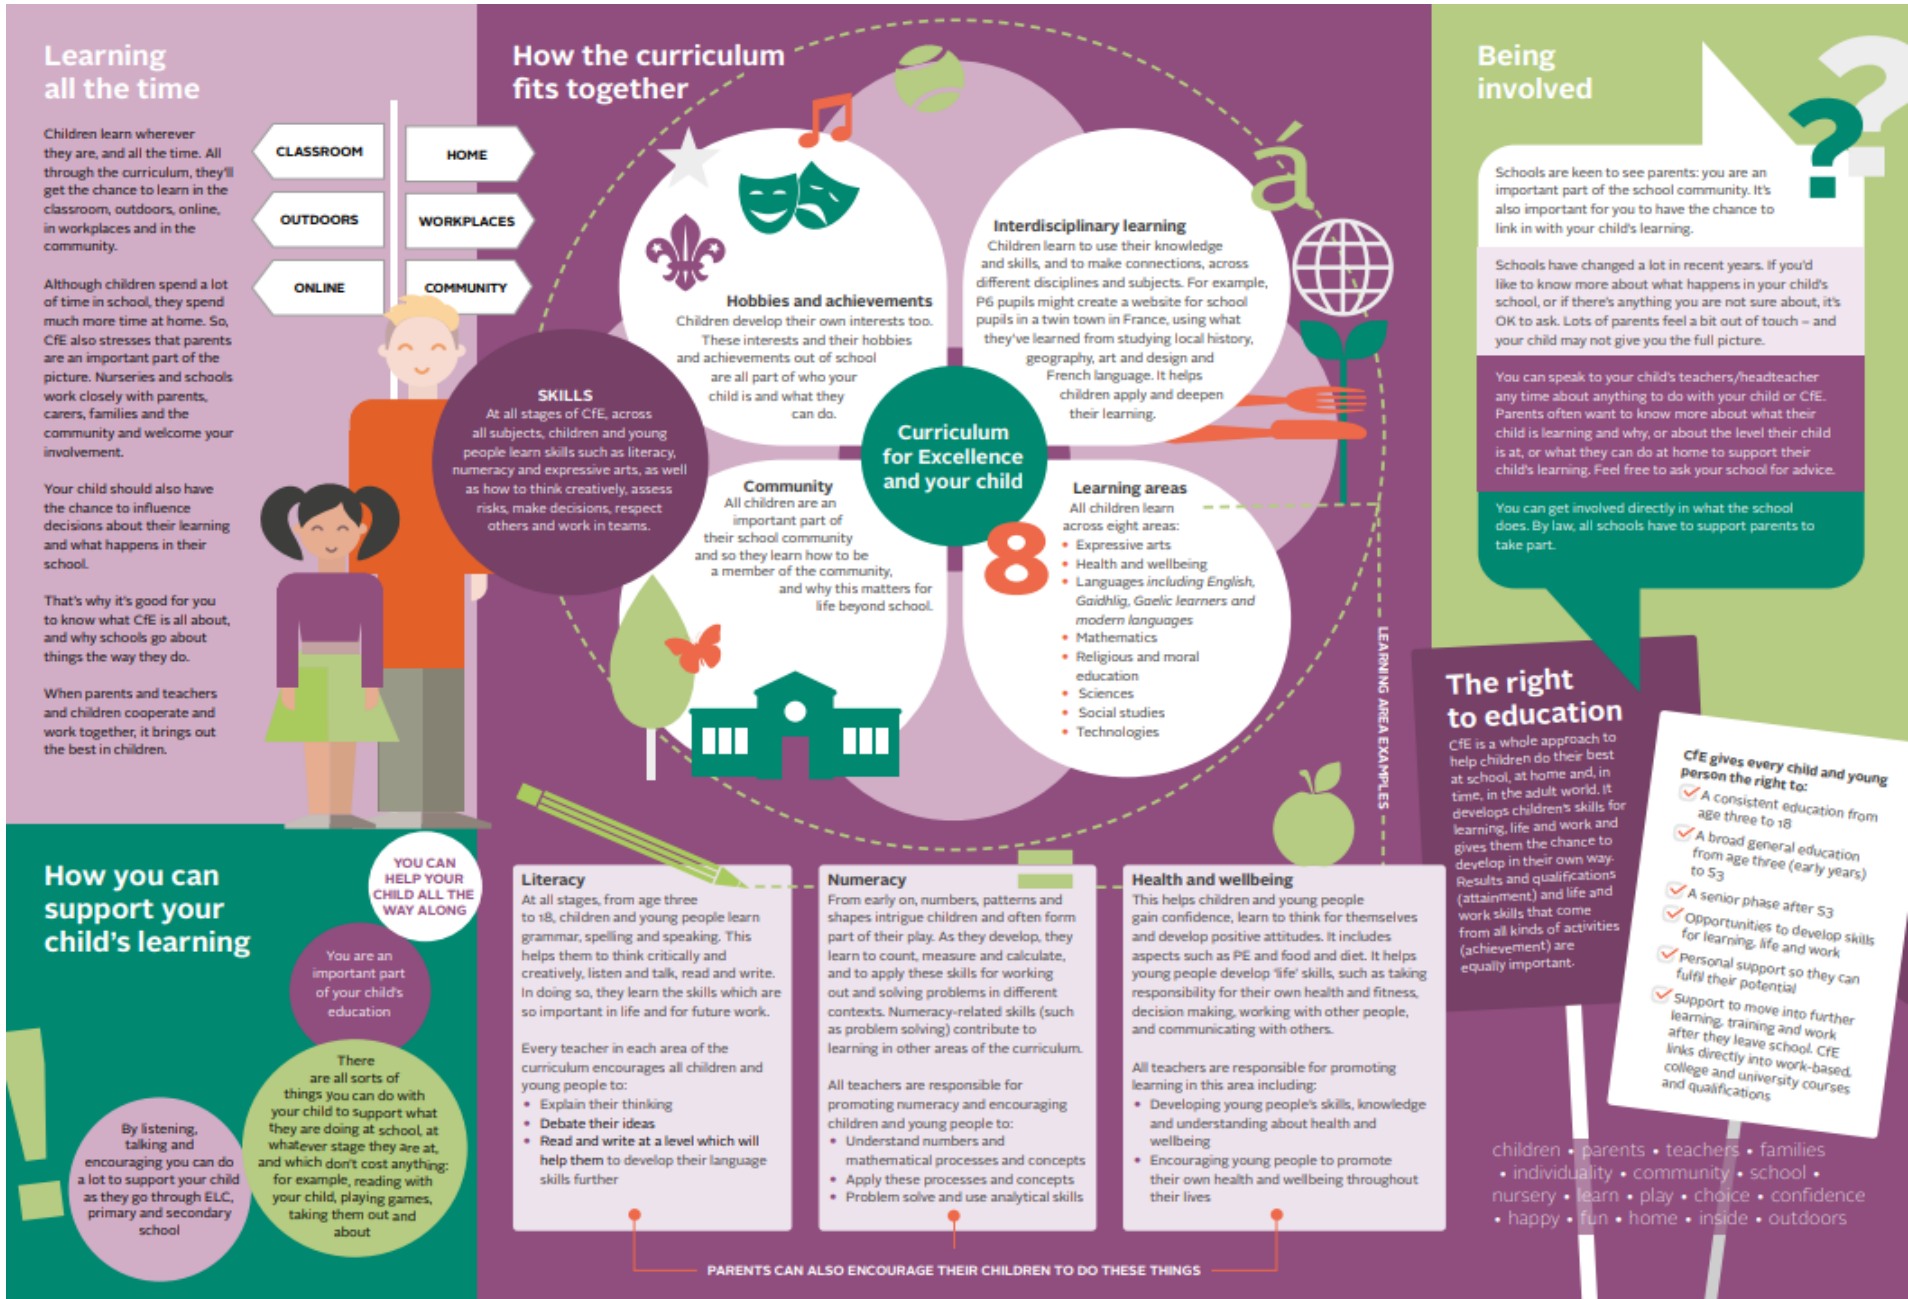 Learning
all the time
Children learn wherever
they are, and all the time. All
through the curriculum, they'll
get the chance to learn in the
classroom, outdoors, online,
in workplaces and in the
community.
Although children spend a lot
of time in school, they spend
much more time at home. So,
CfE also stresses that parents
are an important part of the
picture. Nurseries and schools
work closely with parents,
carers, families and the
community and welcome your
involvement.
Your child should also have
the chance to influence
decisions about their learning
and what happens in their
school.
That's why it's good for you
to know what CfE is all about,
and why schools go about
things the way they do.
When parents and teachers
and children cooperate and
work together, it brings out
the best in children.
CLASSROOM
HOME
OUTDOORS
WORKPLACES
ONLINE
COMMUNITY
How you can
support your
child's learning
YOU CAN
HELP YOUR
CHILD ALL THE
WAY ALONG
You are an
important part
of your child's
education
There
are all sorts of
things you can do with
your child to support what
they are doing at school, at
whatever stage they are at,
and which don't cost anything:
for example, reading with
your child, playing games,
taking them out and
about
By listening,
talking and
encouraging you can do
a lot to support your child
as they go through ELC,
primary and secondary
school
!
How the curriculum
fits together
SKILLS
At all stages of CfE, across
all subjects, children and young
people learn skills such as literacy,
numeracy and expressive arts, as well
as how to think creatively, assess
risks, make decisions, respect
others and work in teams.
Hobbies and achievements
Children develop their own interests too.
These interests and their hobbies
and achievements out of school
are all part of who your
child is and what they
can do.
á
Interdisciplinary learning
Children learn to use their knowledge
and skills, and to make connections, across
different disciplines and subjects. For example,
P6 pupils might create a website for school
pupils in a twin town in France, using what
they've learned from studying local history,
geography, art and design and
French language. It helps
children apply and deepen
their learning.
Curriculum
for Excellence
and your child
Community
All children are an
important part of
their school community
and so they learn how to be
a member of the community,
and why this matters for
life beyond school.
8
Learning areas
All children learn
across eight areas:
• Expressive arts
• Health and wellbeing
• Languages including English,
Gaidhlig, Gaelic learners and
modern languages
• Mathematics
• Religious and moral
education
• Sciences
• Social studies
• Technologies
LEARNING AREA EXAMPLES
Literacy
At all stages, from age three
to 18, children and young people learn
grammar, spelling and speaking. This
helps them to think critically and
creatively, listen and talk, read and write.
In doing so, they learn the skills which are
so important in life and for future work.
Every teacher in each area of the
curriculum encourages all children and
young people to:
• Explain their thinking
• Debate their ideas
• Read and write at a level which will
help them to develop their language
skills further
Numeracy
From early on, numbers, patterns and
shapes intrigue children and often form
part of their play. As they develop, they
learn to count, measure and calculate,
and to apply these skills for working
out and solving problems in different
contexts. Numeracy-related skills (such
as problem solving) contribute to
learning in other areas of the curriculum.
All teachers are responsible for
promoting numeracy and encouraging
children and young people to:
• Understand numbers and
mathematical processes and concepts
• Apply these processes and concepts
• Problem solve and use analytical skills
Health and wellbeing
This helps children and young people
gain confidence, learn to think for themselves
and develop positive attitudes. It includes
aspects such as PE and food and diet. It helps
young people develop 'life' skills, such as taking
responsibility for their own health and fitness,
decision making, working with other people,
and communicating with others.
All teachers are responsible for promoting
learning in this area including:
• Developing young people's skills, knowledge
and understanding about health and
wellbeing
• Encouraging young people to promote
their own health and wellbeing throughout
their lives
PARENTS CAN ALSO ENCOURAGE THEIR CHILDREN TO DO THESE THINGS
Being
involved
? ?
Schools are keen to see parents: you are an
important part of the school community. It's
also important for you to have the chance to
link in with your child's learning.
Schools have changed a lot in recent years. If you'd
like to know more about what happens in your child's
school, or if there's anything you are not sure about, it's
OK to ask. Lots of parents feel a bit out of touch – and
your child may not give you the full picture.
You can speak to your child's teachers/headteacher
any time about anything to do with your child or CfE.
Parents often want to know more about what their
child is learning and why, or about the level their child
is at, or what they can do at home to support their
child's learning. Feel free to ask your school for advice.
You can get involved directly in what the school
does. By law, all schools have to support parents to
take part.
The right
to education
CfE is a whole approach to
help children do their best
at school, at home and, in
time, in the adult world. It
develops children's skills for
learning, life and work and
gives them the chance to
develop in their own way.
Results and qualifications
(attainment) and life and
work skills that come
from all kinds of activities
(achievement) are
equally important.
CfE gives every child and young
person the right to:
A consistent education from
age three to 18
A broad general education
from age three (early years)
to S3
A senior phase after S3
Opportunities to develop skills
for learning, life and work
Personal support so they can
fulfil their potential
Support to move into further
learning, training and work
after they leave school. CfE
links directly into work-based,
college and university courses
and qualifications
children • parents • teachers • families
• individuality • community • school •
nursery • learn • play • choice • confidence
• happy • fun • home • inside • outdoors